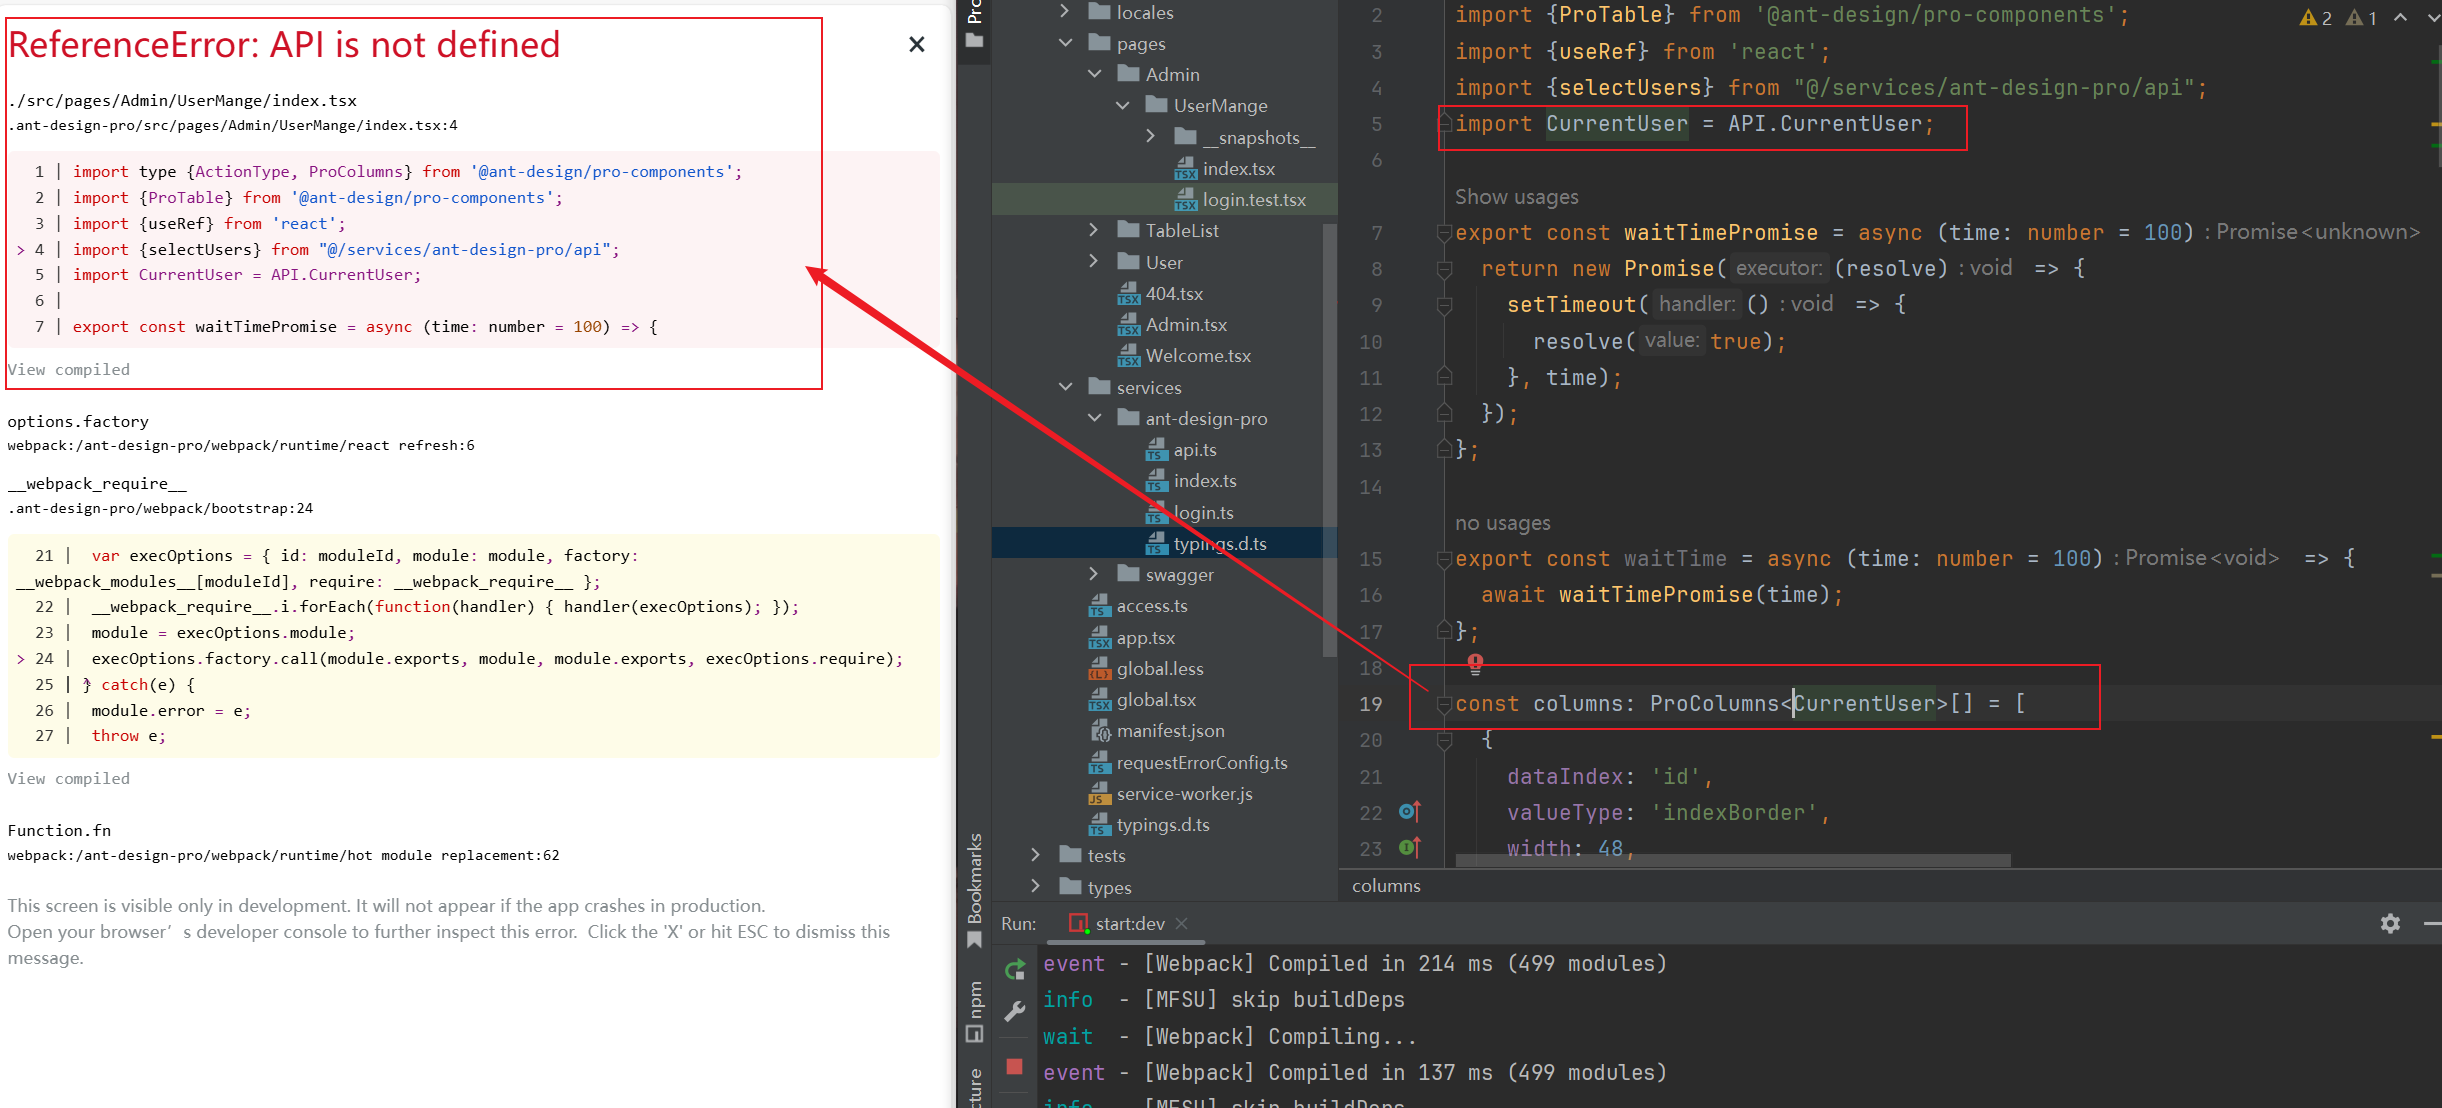 ReferenceError: API is not defined
./src/pages/Admin/UserMange/index.tsx
.ant-design-pro/src/pages/Admin/UserMange/index.tsx:4
1 | import type {ActionType, ProColumns} from '@ant-design/pro-components';
2 | import {ProTable} from '@ant-design/pro-components';
3 | import {useRef} from 'react';
> 4 | import {selectUsers} from "@/services/ant-design-pro/api";
5 | import CurrentUser = API.CurrentUser;
6 |
7 | export const waitTimePromise = async (time: number = 100) => {
View compiled
options.factory
webpack:/ant-design-pro/webpack/runtime/react refresh:6
__webpack_require__
.ant-design-pro/webpack/bootstrap:24
21 | var execOptions = { id: moduleId, module: module, factory:
__webpack_modules__[moduleId], require: __webpack_require__ };
22 | __webpack_require__.i.forEach(function(handler) { handler(execOptions); });
23 | module = execOptions.module;
> 24 | execOptions.factory.call(module.exports, module, module.exports, execOptions.require);
25 | } catch(e) {
26 | module.error = e;
27 | throw e;
View compiled
Function.fn
webpack:/ant-design-pro/webpack/runtime/hot module replacement:62
This screen is visible only in development. It will not appear if the app crashes in production.
Open your browser’s developer console to further inspect this error. Click the 'X' or hit ESC to dismiss this
message.
locales
pages
Admin
UserMange
__snapshots__
index.tsx
login.test.tsx
TableList
User
404.tsx
Admin.tsx
Welcome.tsx
services
ant-design-pro
api.ts
index.ts
login.ts
typings.d.ts
swagger
access.ts
app.tsx
global.less
global.tsx
manifest.json
requestErrorConfig.ts
service-worker.js
typings.d.ts
tests
types
Bookmarks
npm
2 import {ProTable} from '@ant-design/pro-components';
3 import {useRef} from 'react';
4 import {selectUsers} from "@/services/ant-design-pro/api";
5 import CurrentUser = API.CurrentUser;
6
Show usages
7 export const waitTimePromise = async (time: number = 100) : Promise<unknown>
8 return new Promise( executor: (resolve) : void => {
9 setTimeout( handler: () : void => {
10 resolve( value: true);
11 }, time);
12 });
13 };
14
no usages
15 export const waitTime = async (time: number = 100) : Promise<void> => {
16 await waitTimePromise(time);
17 };
18
19 const columns: ProColumns<CurrentUser>[] = [
20 {
21 dataIndex: 'id',
22 valueType: 'indexBorder',
23 width: 48,
2 1
columns
Run: start:dev
event - [Webpack] Compiled in 214 ms (499 modules)
info - [MFSU] skip buildDeps
wait - [Webpack] Compiling...
event - [Webpack] Compiled in 137 ms (499 modules)
info - [MFSU] skip buildDeps